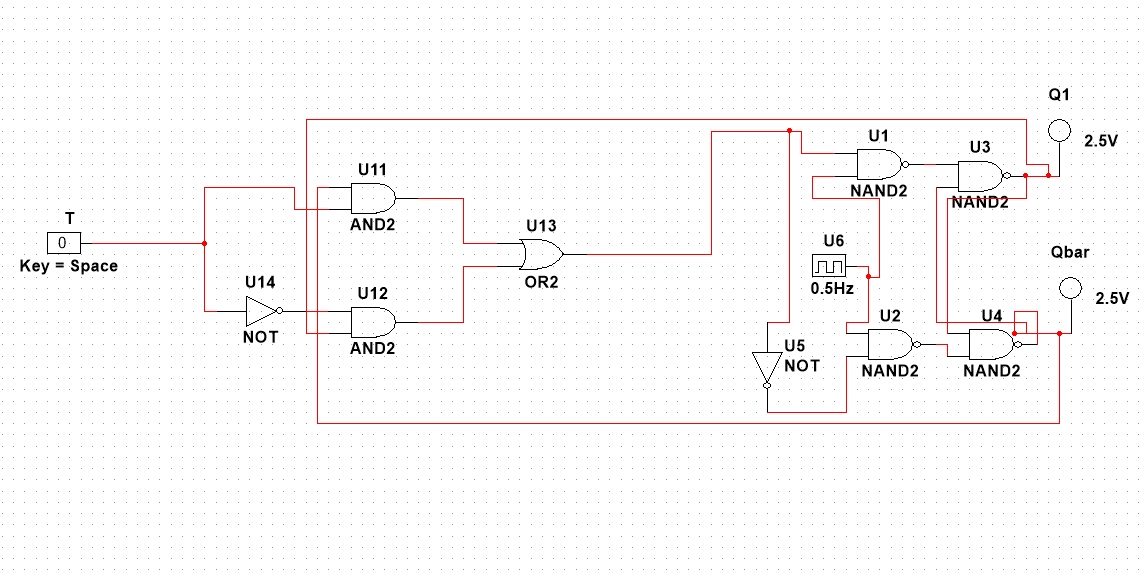 Q1
2.5V
U1
NAND2
U3
NAND2
U11
AND2
T
0
Key = Space
U13
OR2
U6
0.5Hz
Qbar
2.5V
U14
NOT
U12
AND2
U2
NAND2
U4
NAND2
U5
NOT